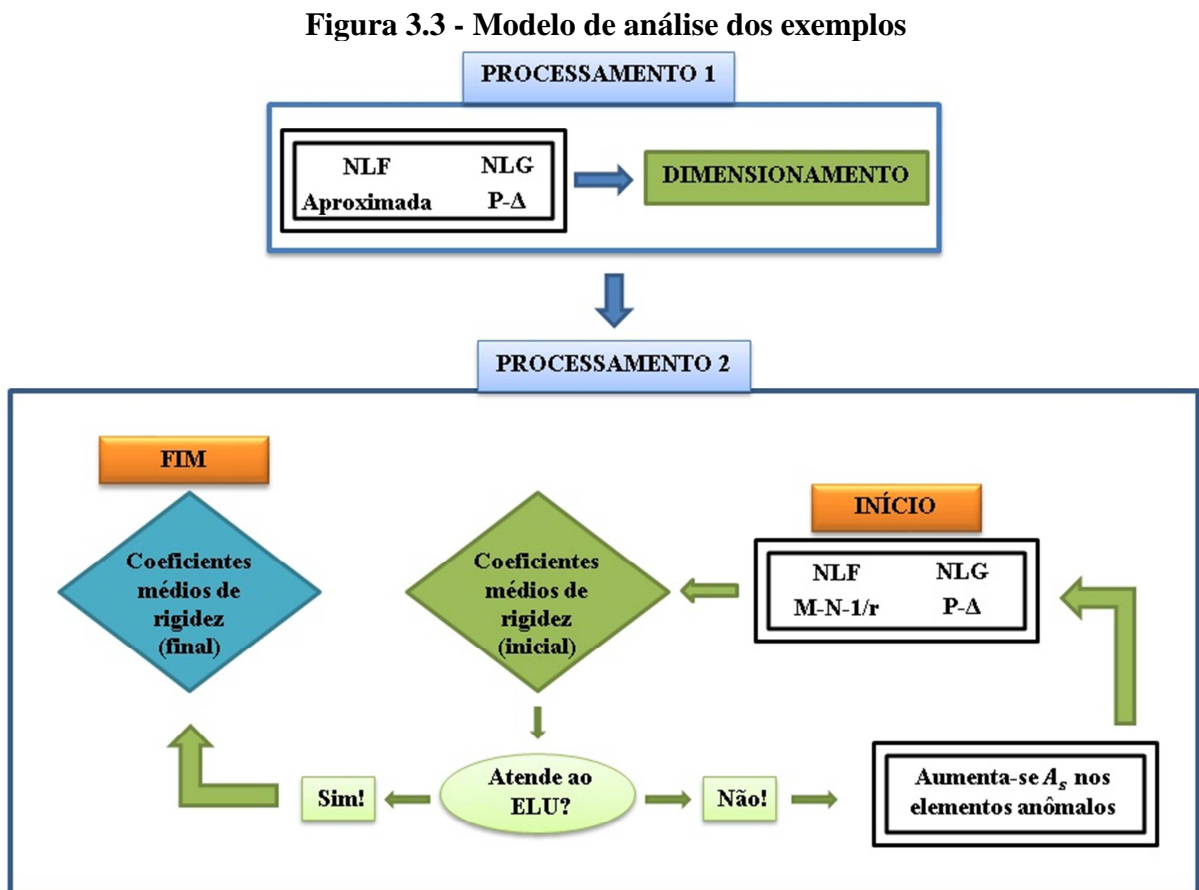 Figura 3.3 - Modelo de análise dos exemplos
PROCESSAMENTO 1
NLF NLG
Aproximada P-Δ
DIMENSIONAMENTO
PROCESSAMENTO 2
FIM
Coeficientes
médios de
rigidez
(final)
Coeficientes
médios de
rigidez
(inicial)
INÍCIO
NLF NLG
M-N-1/r P-Δ
Atende ao
ELU?
Sim!
Não!
Aumenta-se A_s nos
elementos anômalos